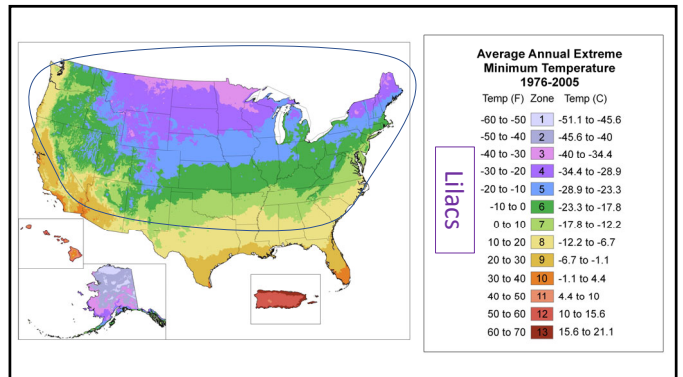 Average Annual Extreme
Minimum Temperature
1976-2005
Temp (F) Zone Temp (C)
-60 to -50 1 -51.1 to -45.6
-50 to -40 2 -45.6 to -40
-40 to -30 3 -40 to -34.4
-30 to -20 4 -34.4 to -28.9
-20 to -10 5 -28.9 to -23.3
-10 to 0 6 -23.3 to -17.8
0 to 10 7 -17.8 to -12.2
10 to 20 8 -12.2 to -6.7
20 to 30 9 -6.7 to -1.1
30 to 40 10 -1.1 to 4.4
40 to 50 11 4.4 to 10
50 to 60 12 10 to 15.6
60 to 70 13 15.6 to 21.1
Lilacs